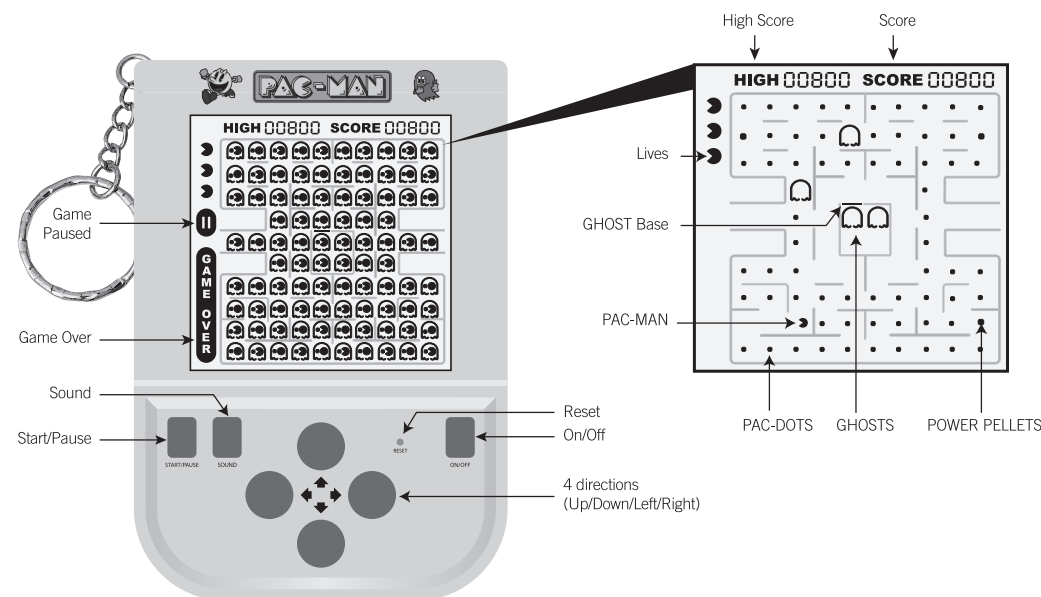 High Score
Score
PAC-MAN
HIGH 00800 SCORE 00800
HIGH 00800 SCORE 00800
Lives
Game
Paused
GHOST Base
GAME OVER
PAC-MAN
Game Over
Sound
Start/Pause
Reset
On/Off
PAC-DOTS
GHOSTS
POWER PELLETS
START/PAUSE
SOUND
RESET
ON/OFF
4 directions
(Up/Down/Left/Right)